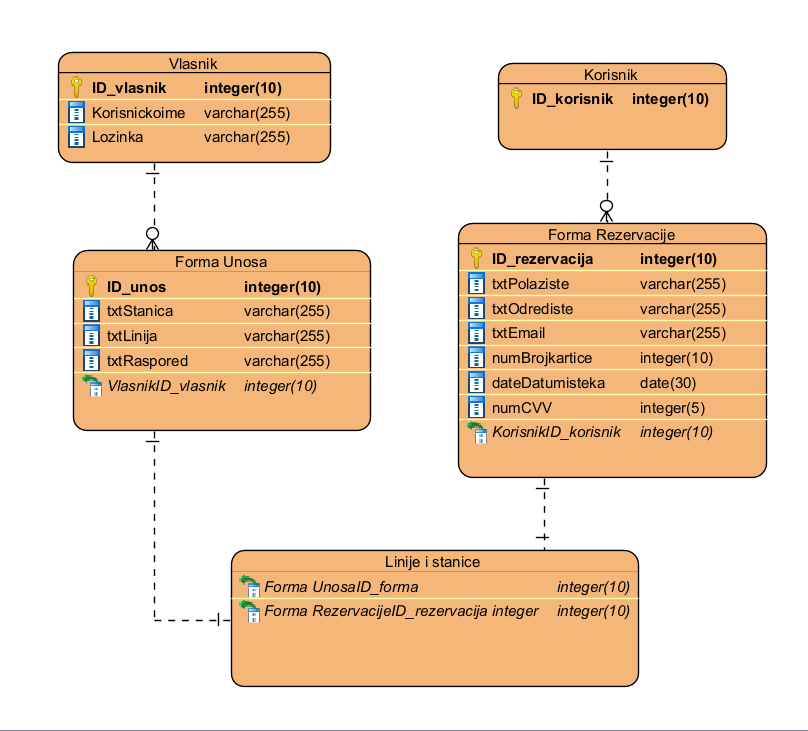 Vlasnik
ID_vlasnik integer(10)
Korisnickoime varchar(255)
Lozinka varchar(255)
Korisnik
ID_korisnik integer(10)
Forma Unosa
ID_unos integer(10)
txtStanica varchar(255)
txtLinija varchar(255)
txtRaspored varchar(255)
VlasnikID_vlasnik integer(10)
Forma Rezervacije
ID_rezervacija integer(10)
txtPolaziste varchar(255)
txtOdrediste varchar(255)
txtEmail varchar(255)
numBrojkartice integer(10)
dateDatumisteka date(30)
numCVV integer(5)
KorisnikID_korisnik integer(10)
Linije i stanice
Forma UnosaID_forma integer(10)
Forma RezervacijeID_rezervacija integer integer(10)